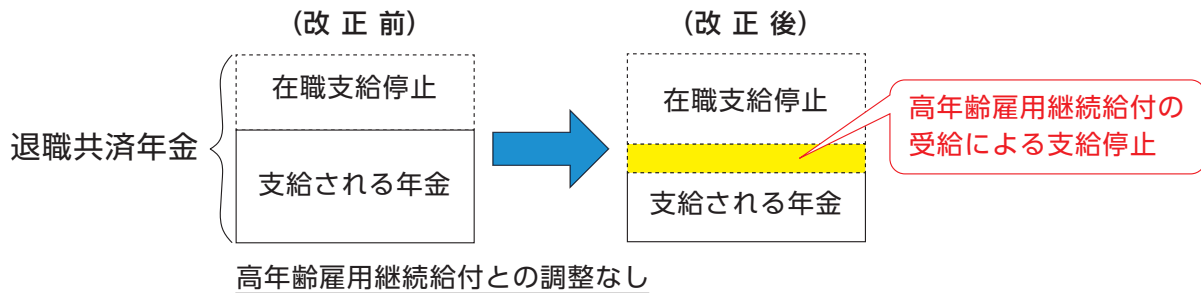 (改 正 前)
退職共済年金
在職支給停止
支給される年金
高年齢雇用継続給付との調整なし
(改 正 後)
在職支給停止
支給される年金
高年齢雇用継続給付の
受給による支給停止